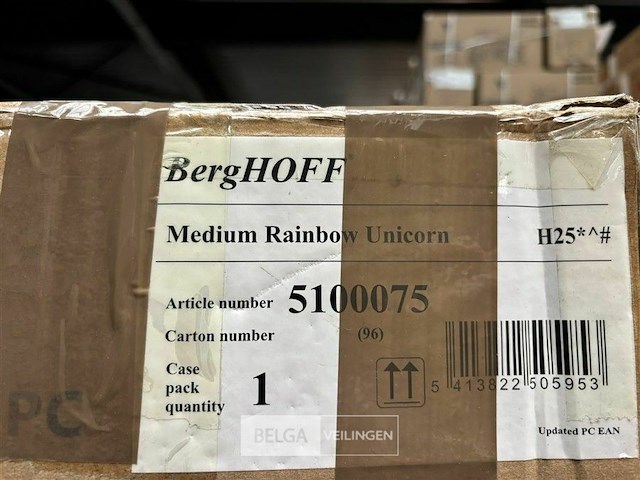 BergHOFF
Medium Rainbow Unicorn H25*^#
Article number 5100075
Carton number (96)
Case
pack
quantity 1
5 413822 505953
PC
BELGA VEILINGEN
Updated PC EAN